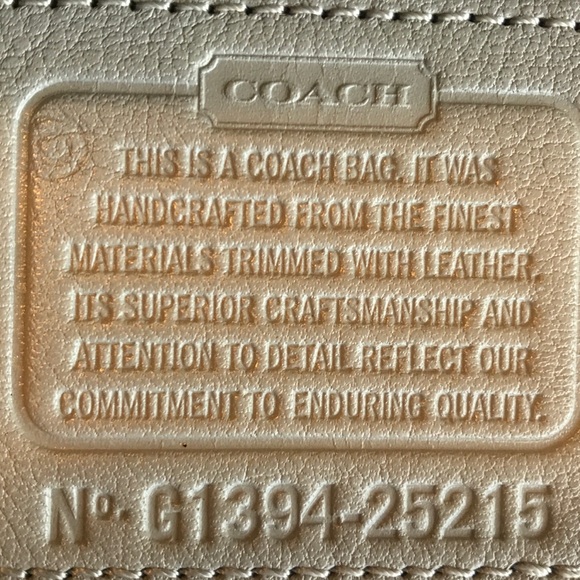 COACH
THIS IS A COACH BAG. IT WAS
HANDCRAFTED FROM THE FINEST
MATERIALS TRIMMED WITH LEATHER.
ITS SUPERIOR CRAFTSMANSHIP AND
ATTENTION TO DETAIL REFLECT OUR
COMMITMENT TO ENDURING QUALITY.
No. G1394-25215